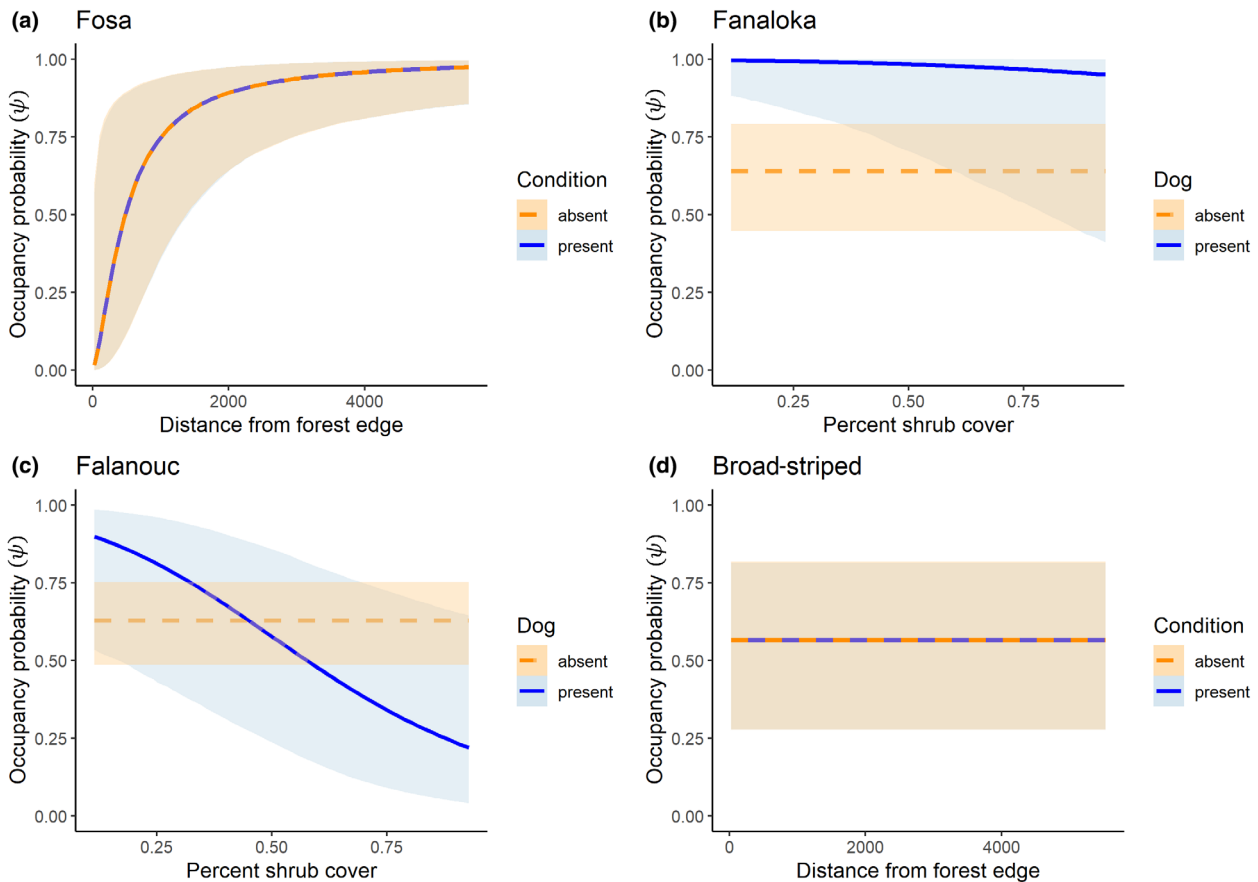 (a) Fosa
Occupancy probability (ψ)
1.00
0.75
0.50
0.25
0.00
0 2000 4000
Distance from forest edge
Condition
absent
present
(b) Fanaloka
Occupancy probability (ψ)
1.00
0.75
0.50
0.25
0.00
0.25 0.50 0.75
Percent shrub cover
Dog
absent
present
(c) Falanouc
Occupancy probability (ψ)
1.00
0.75
0.50
0.25
0.00
0.25 0.50 0.75
Percent shrub cover
Dog
absent
present
(d) Broad-striped
Occupancy probability (ψ)
1.00
0.75
0.50
0.25
0.00
0 2000 4000
Distance from forest edge
Condition
absent
present